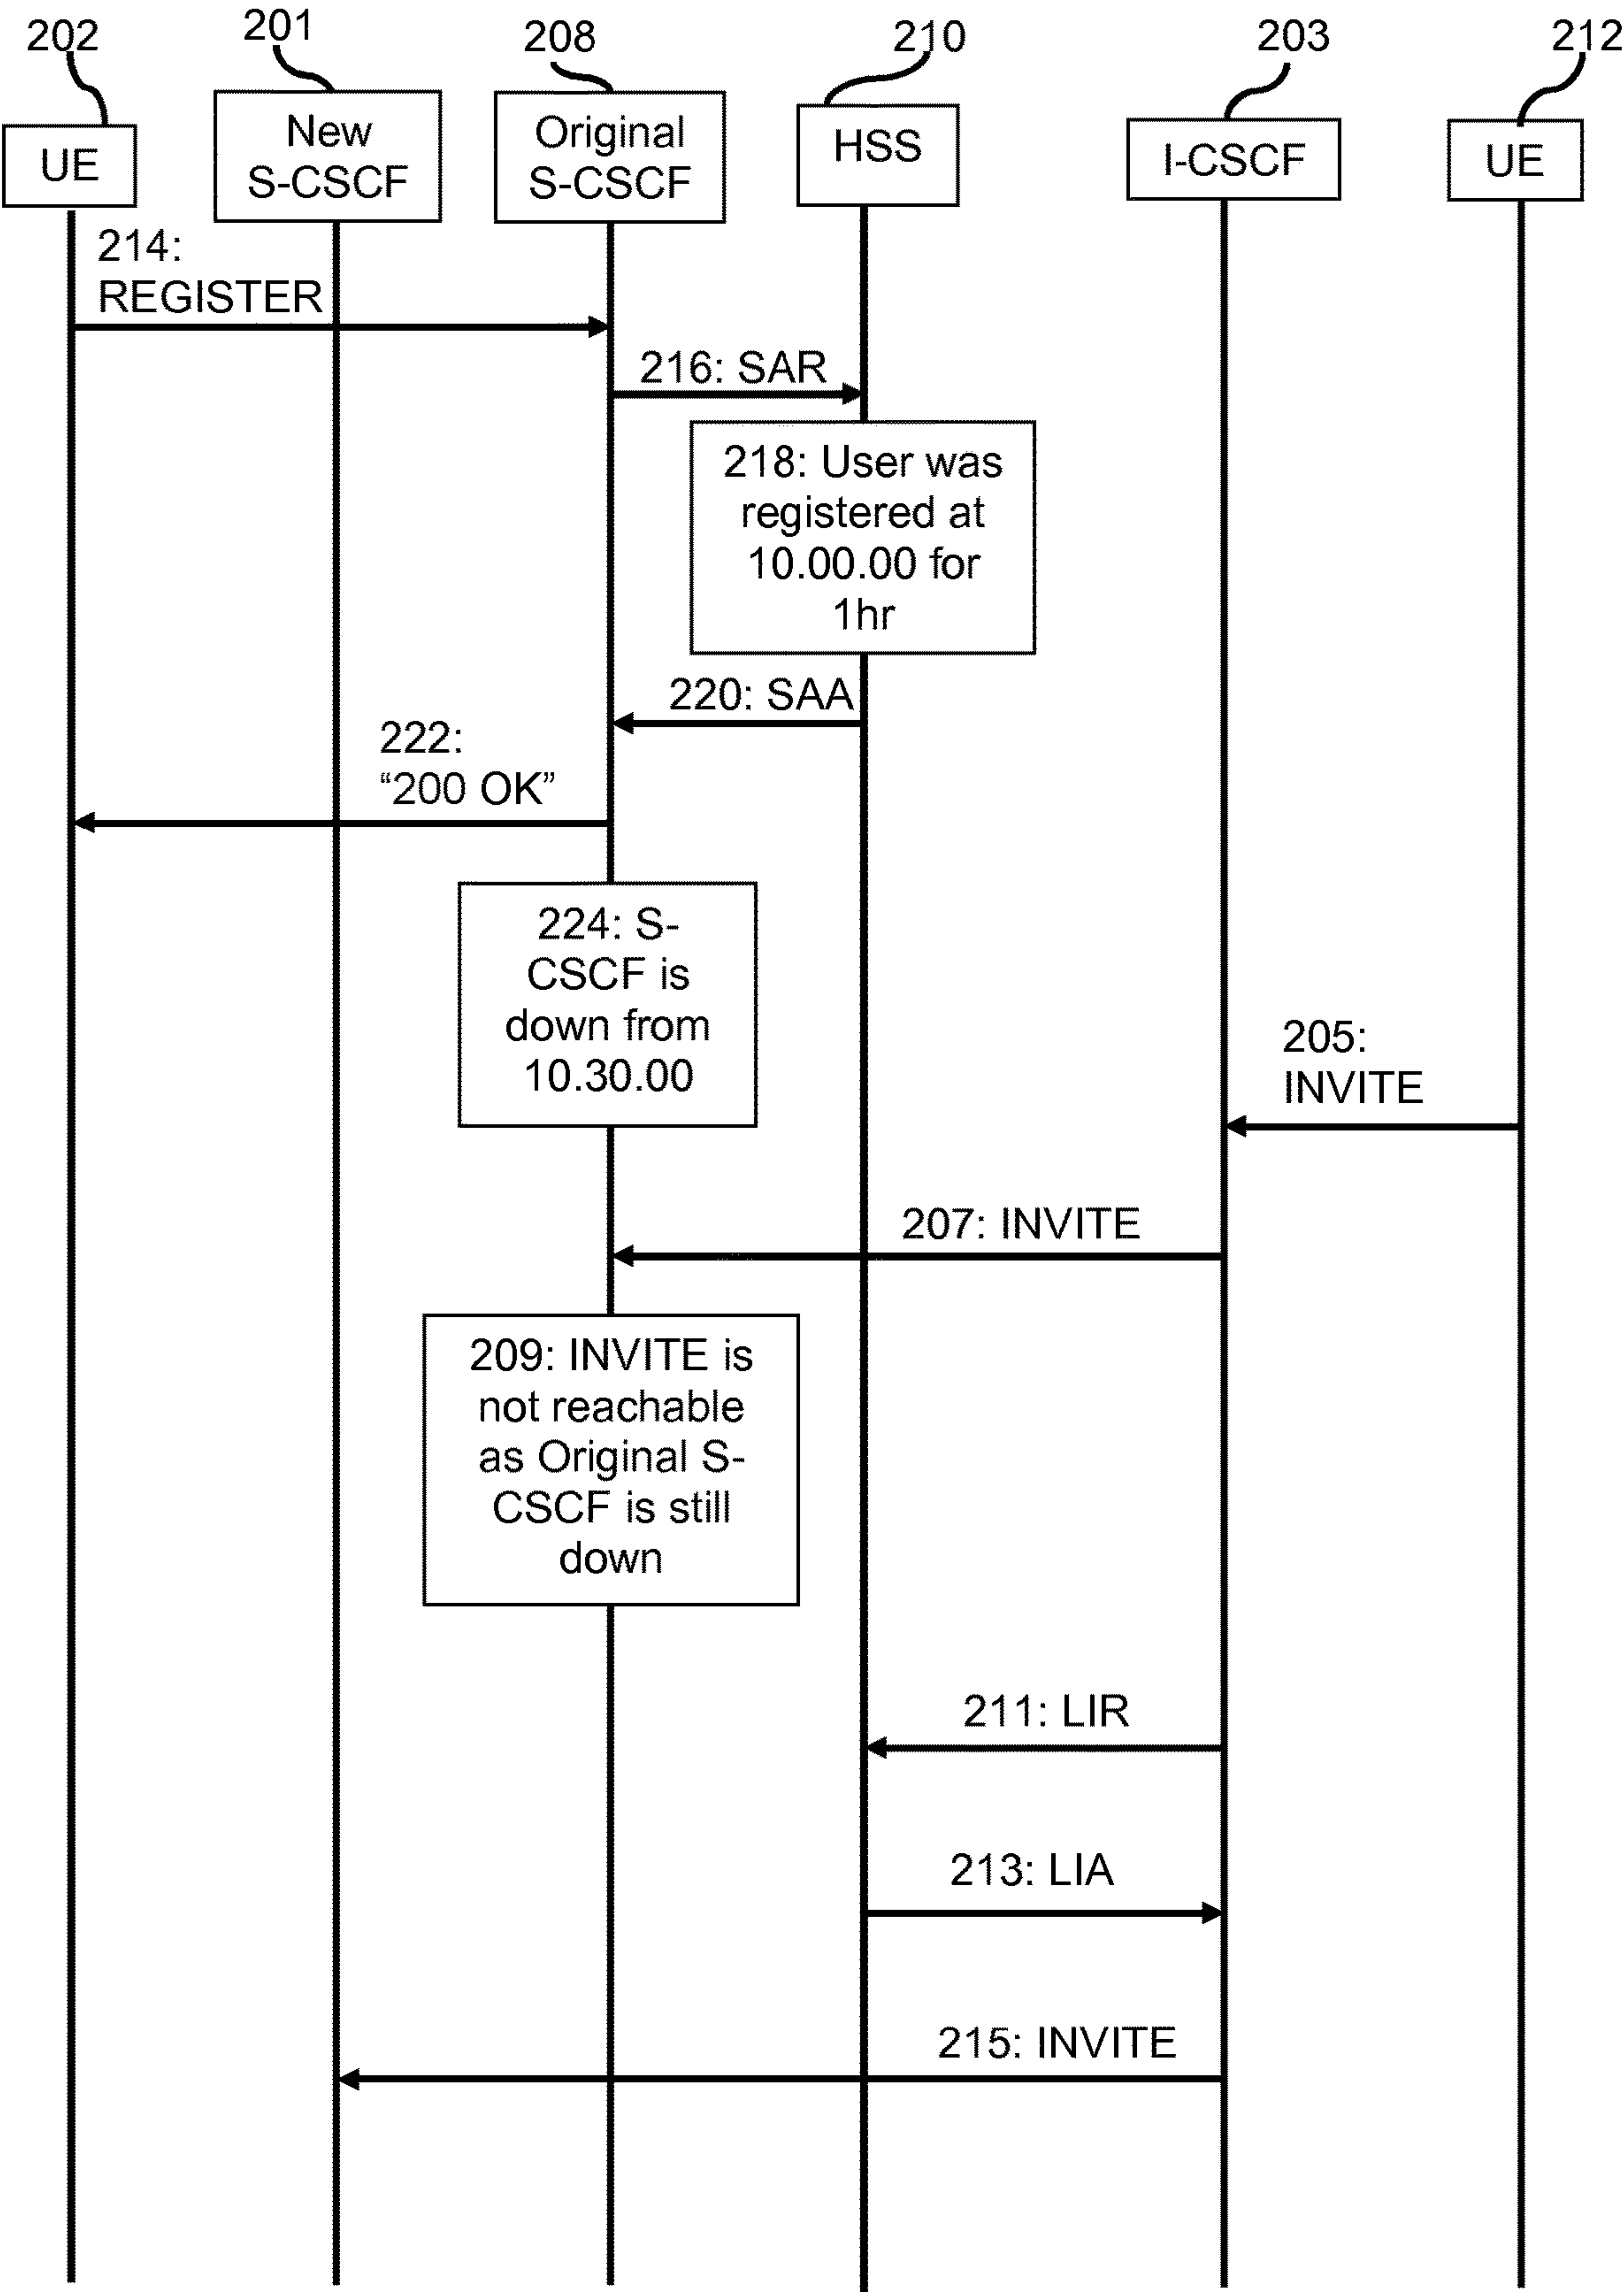 202
201
208
210
203
212
UE
New
S-CSCF
Original
S-CSCF
HSS
I-CSCF
UE
214:
REGISTER
216: SAR
218: User was
registered at
10.00.00 for
1hr
220: SAA
222:
“200 OK”
224: S-
CSCF is
down from
10.30.00
205:
INVITE
207: INVITE
209: INVITE is
not reachable
as Original S-
CSCF is still
down
211: LIR
213: LIA
215: INVITE